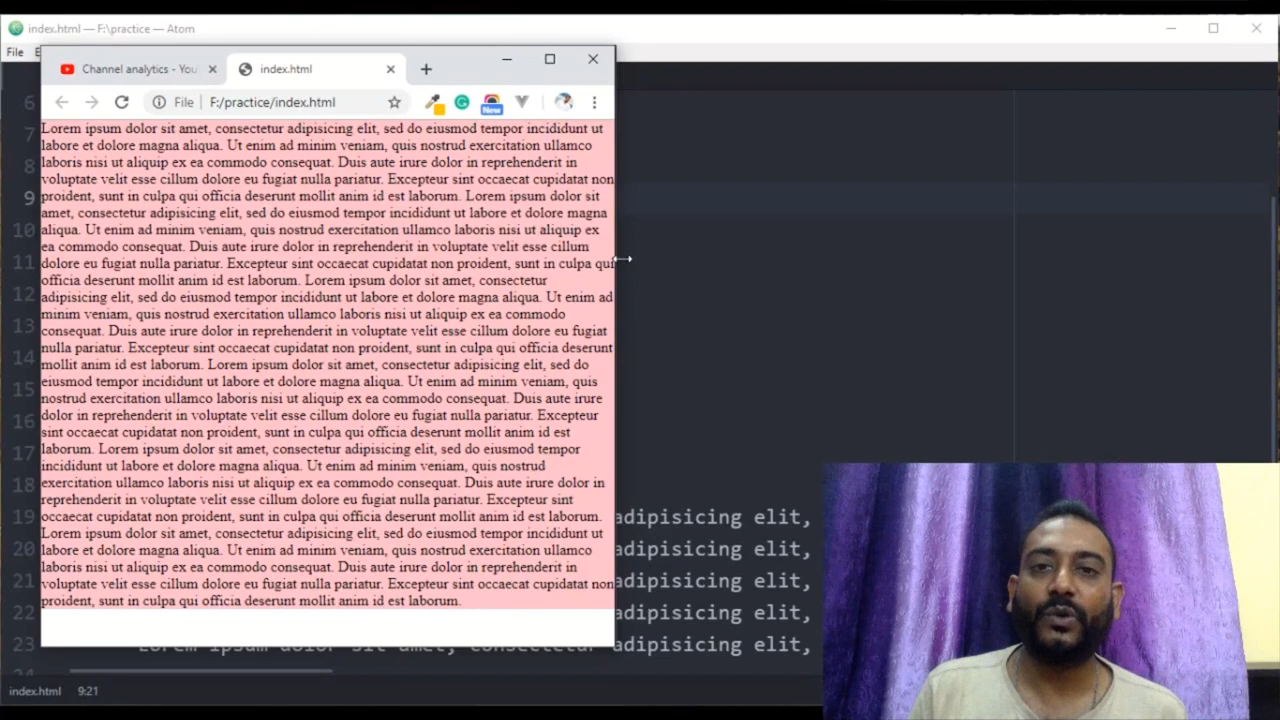 index.html — F:\practice — Atom
File
Channel analytics - You
index.html
File
F:/practice/index.html
New
Lorem ipsum dolor sit amet, consectetur adipisicing elit, sed do eiusmod tempor incididunt ut
labore et dolore magna aliqua. Ut enim ad minim veniam, quis nostrud exercitation ullamco
laboris nisi ut aliquip ex ea commodo consequat. Duis aute irure dolor in reprehenderit in
voluptate velit esse cillum dolore eu fugiat nulla pariatur. Excepteur sint occaecat cupidatat non
proident, sunt in culpa qui officia deserunt mollit anim id est laborum. Lorem ipsum dolor sit
amet, consectetur adipisicing elit, sed do eiusmod tempor incididunt ut labore et dolore magna
aliqua. Ut enim ad minim veniam, quis nostrud exercitation ullamco laboris nisi ut aliquip ex
ea commodo consequat. Duis aute irure dolor in reprehenderit in voluptate velit esse cillum
dolore eu fugiat nulla pariatur. Excepteur sint occaecat cupidatat non proident, sunt in culpa qui
officia deserunt mollit anim id est laborum. Lorem ipsum dolor sit amet, consectetur
adipisicing elit, sed do eiusmod tempor incididunt ut labore et dolore magna aliqua. Ut enim ad
minim veniam, quis nostrud exercitation ullamco laboris nisi ut aliquip ex ea commodo
consequat. Duis aute irure dolor in reprehenderit in voluptate velit esse cillum dolore eu fugiat
nulla pariatur. Excepteur sint occaecat cupidatat non proident, sunt in culpa qui officia deserunt
mollit anim id est laborum. Lorem ipsum dolor sit amet, consectetur adipisicing elit, sed do
eiusmod tempor incididunt ut labore et dolore magna aliqua. Ut enim ad minim veniam, quis
nostrud exercitation ullamco laboris nisi ut aliquip ex ea commodo consequat. Duis aute irure
dolor in reprehenderit in voluptate velit esse cillum dolore eu fugiat nulla pariatur. Excepteur
sint occaecat cupidatat non proident, sunt in culpa qui officia deserunt mollit anim id est
laborum. Lorem ipsum dolor sit amet, consectetur adipisicing elit, sed do eiusmod tempor
incididunt ut labore et dolore magna aliqua. Ut enim ad minim veniam, quis nostrud
exercitation ullamco laboris nisi ut aliquip ex ea commodo consequat. Duis aute irure dolor in
reprehenderit in voluptate velit esse cillum dolore eu fugiat nulla pariatur. Excepteur sint
occaecat cupidatat non proident, sunt in culpa qui officia deserunt mollit anim id est laborum.
Lorem ipsum dolor sit amet, consectetur adipisicing elit, sed do eiusmod tempor incididunt ut
labore et dolore magna aliqua. Ut enim ad minim veniam, quis nostrud exercitation ullamco
laboris nisi ut aliquip ex ea commodo consequat. Duis aute irure dolor in reprehenderit in
voluptate velit esse cillum dolore eu fugiat nulla pariatur. Excepteur sint occaecat cupidatat non
proident, sunt in culpa qui officia deserunt mollit anim id est laborum.
6
7
8
9
10
11
12
13
14
15
16
17
18
19 adipisicing elit,
20 adipisicing elit,
21 adipisicing elit,
22 adipisicing elit,
23 Lorem ipsum dolor sit amet, consectetur adipisicing elit,
index.html 9:21